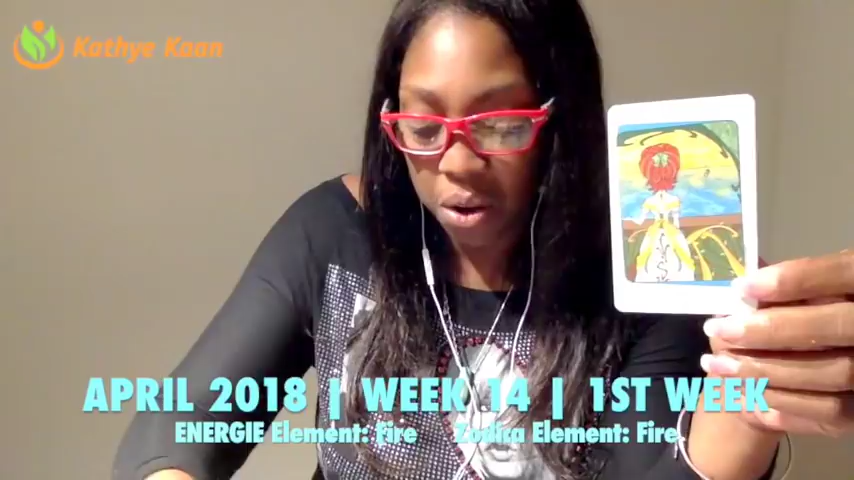 Kathye Kaan
APRIL 2018 | WEEK 14 | 1ST WEEK
ENERGIE Element: Fire Zodica Element: Fire